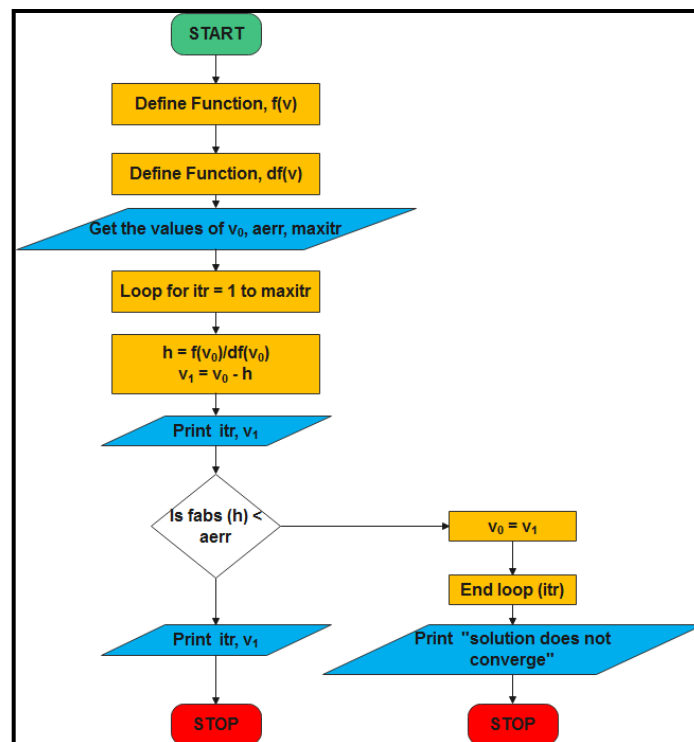 START
Define Function, f(v)
Define Function, df(v)
Get the values of v₀, aerr, maxitr
Loop for itr = 1 to maxitr
h = f(v₀)/df(v₀)
v₁ = v₀ - h
Print itr, v₁
Is fabs (h) <
aerr
v₀ = v₁
End loop (itr)
Print itr, v₁
Print "solution does not
converge"
STOP
STOP